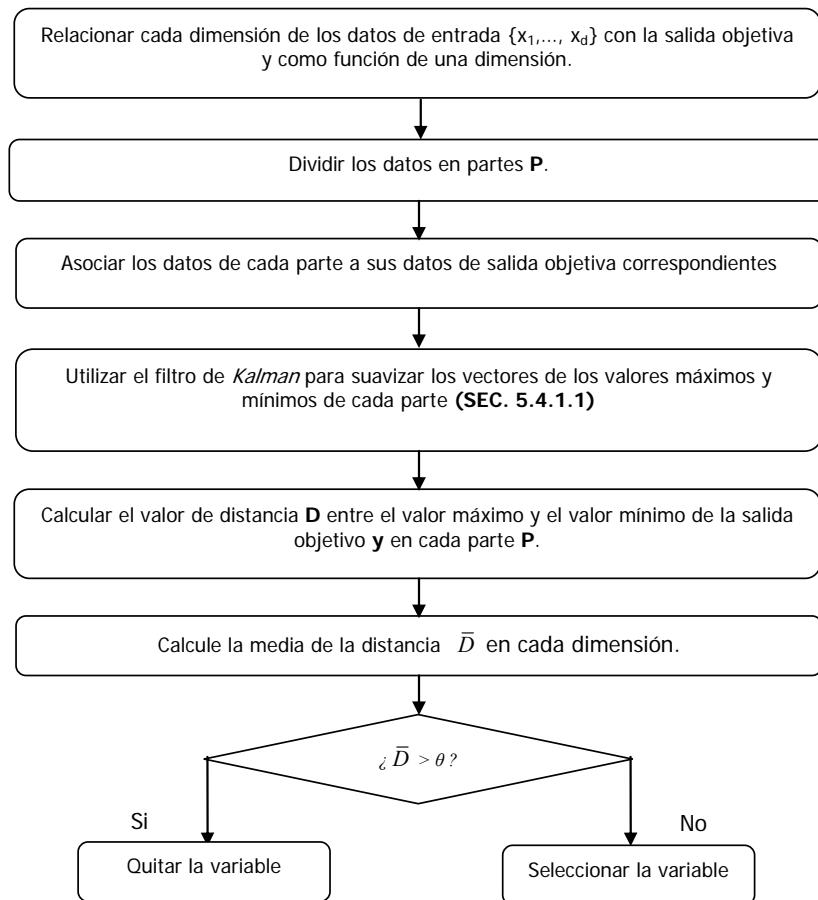 Relacionar cada dimensión de los datos de entrada {x₁,..., x_d} con la salida objetiva
y como función de una dimensión.
Dividir los datos en partes P.
Asociar los datos de cada parte a sus datos de salida objetiva correspondientes
Utilizar el filtro de Kalman para suavizar los vectores de los valores máximos y
mínimos de cada parte (SEC. 5.4.1.1)
Calcular el valor de distancia D entre el valor máximo y el valor mínimo de la salida
objetivo y en cada parte P.
Calcule la media de la distancia D̅ en cada dimensión.
¿ D̅ > θ ?
Si
No
Quitar la variable
Seleccionar la variable